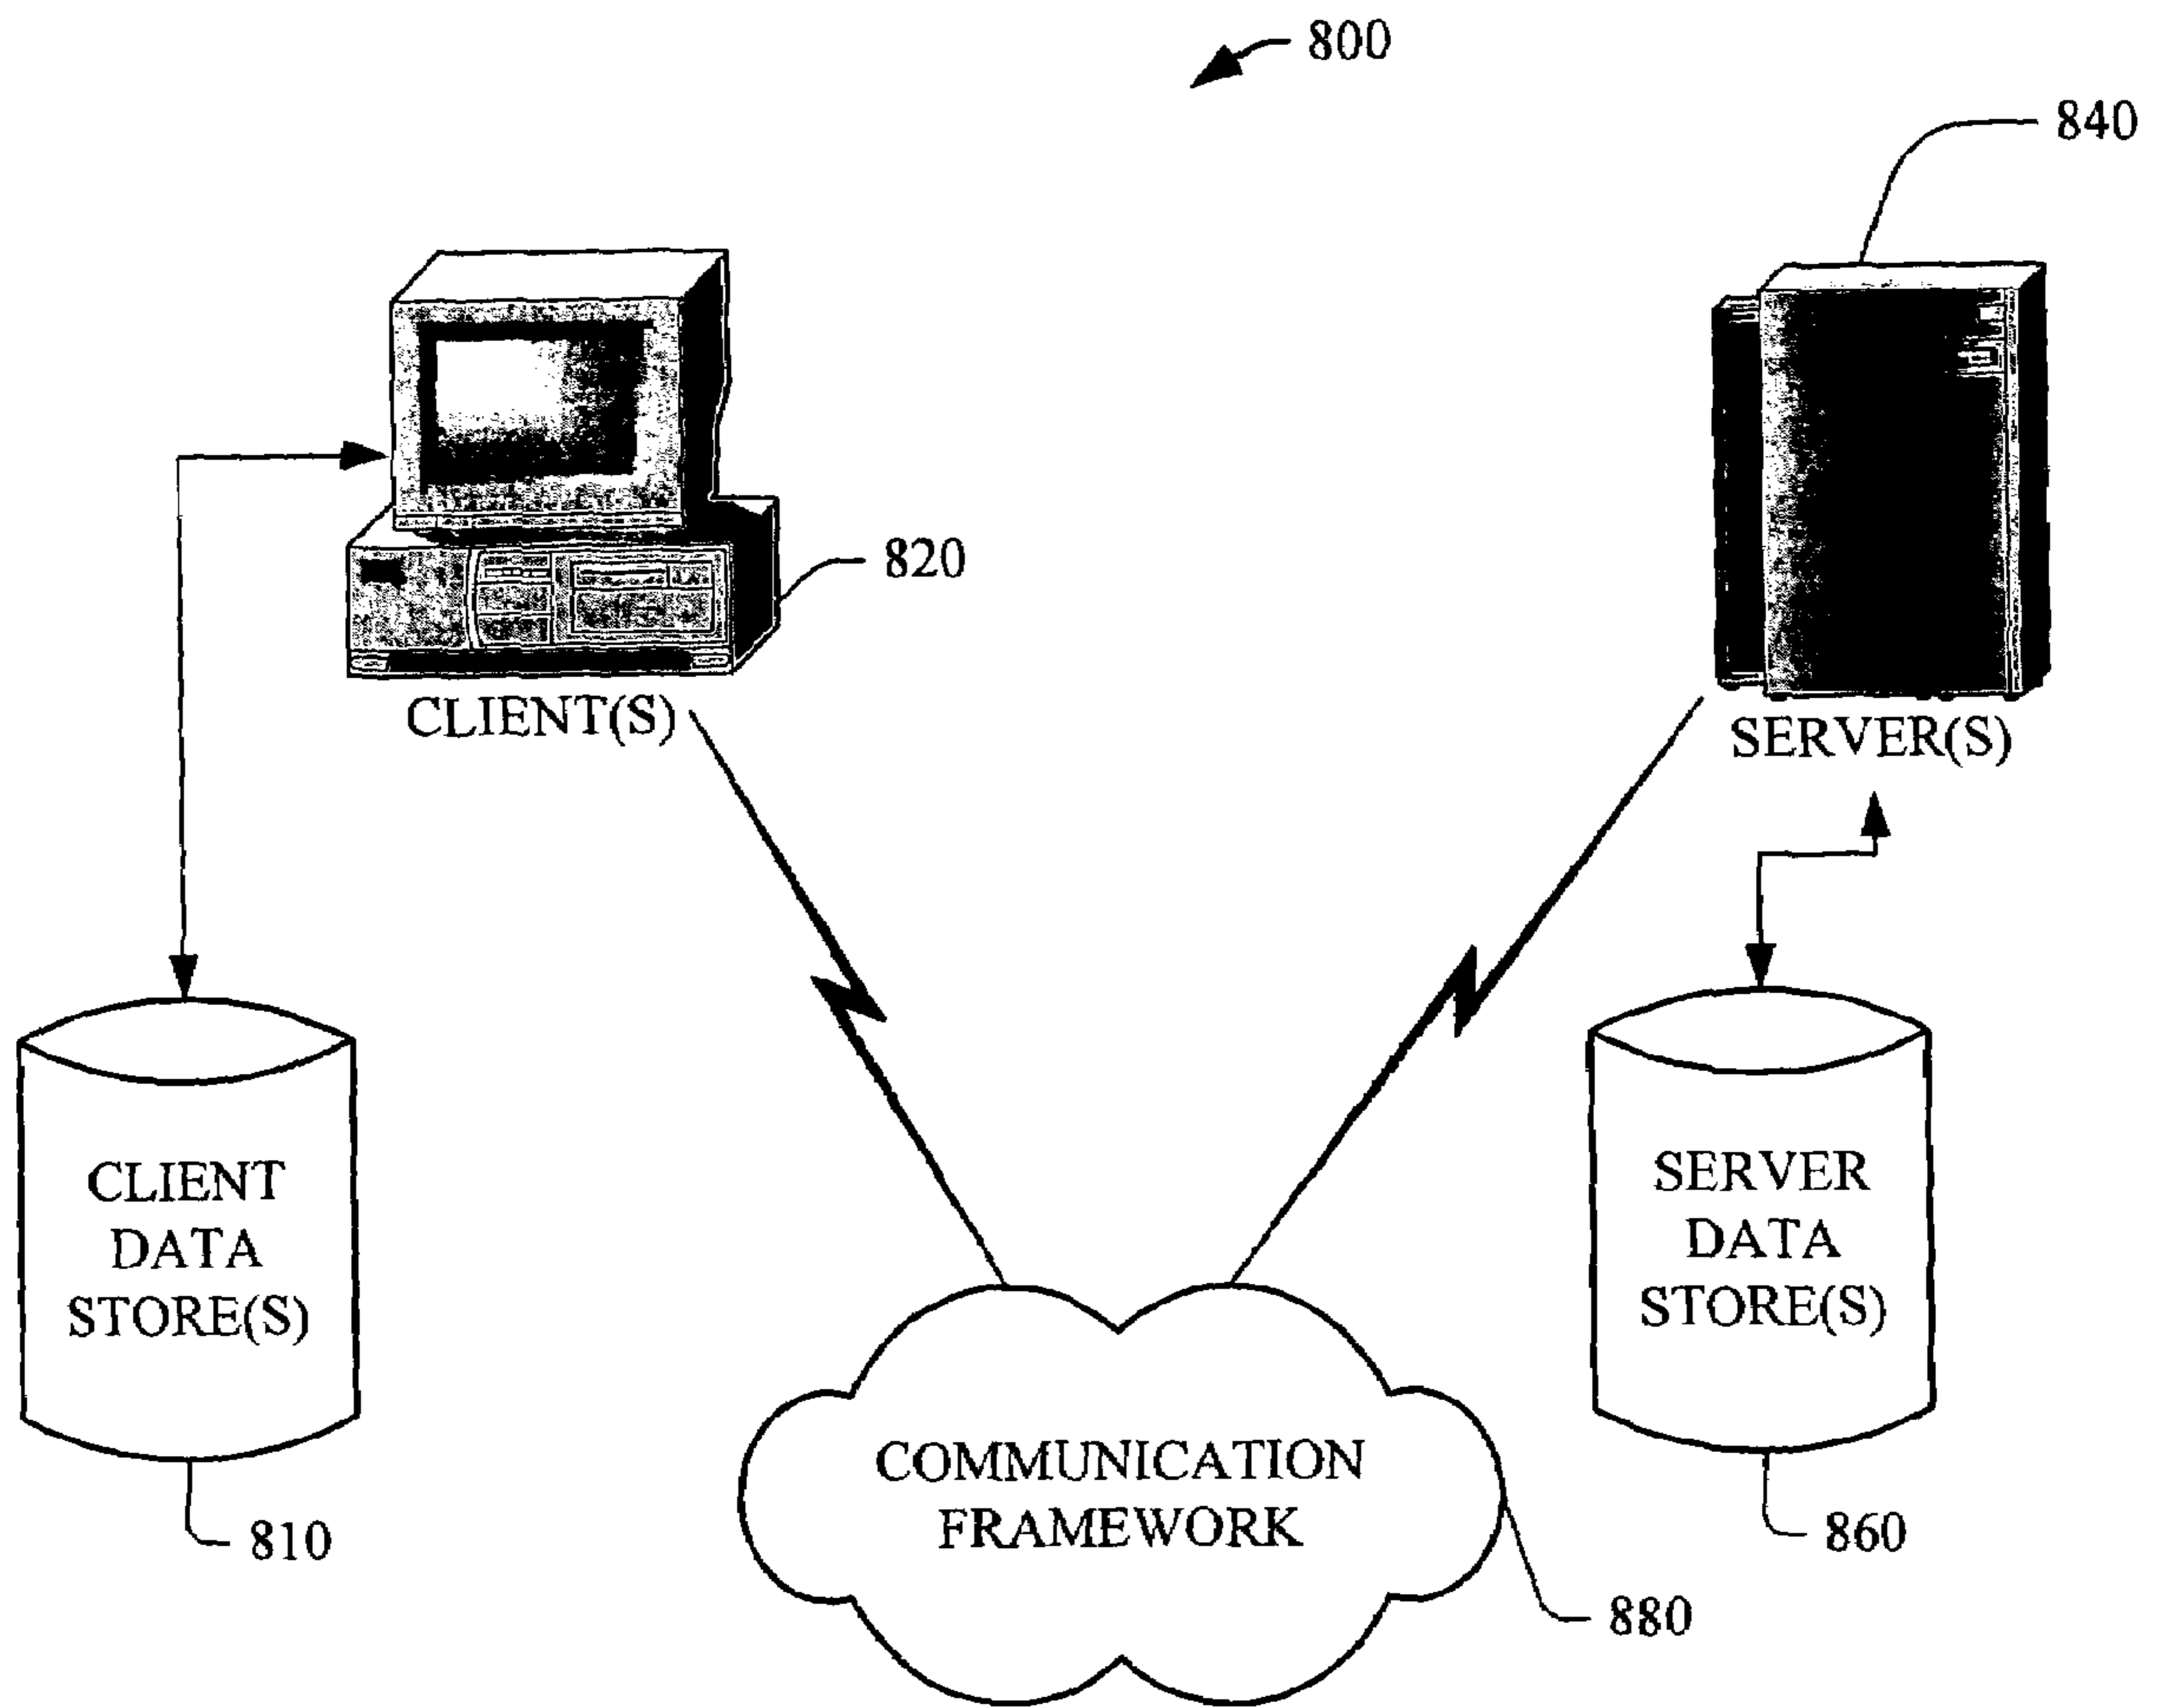 800
840
820
CLIENT(S)
SERVER(S)
CLIENT
DATA
STORE(S)
SERVER
DATA
STORE(S)
COMMUNICATION
FRAMEWORK
810
860
880